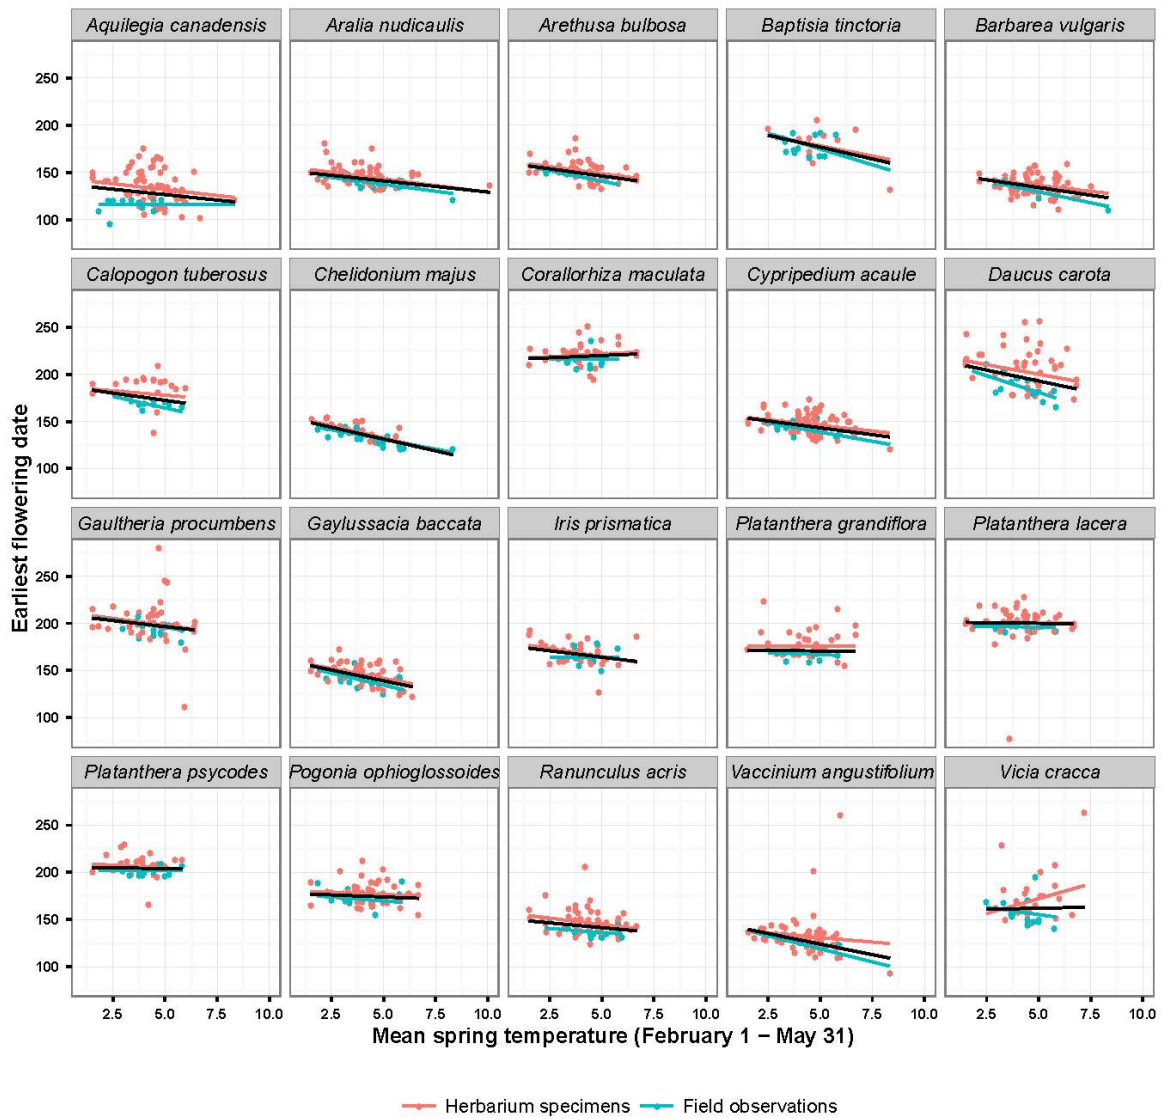 Aquilegia canadensis Aralia nudicaulis Arethusa bulbosa Baptisia tinctoria Barbarea vulgaris
250
200
150
100
Calopogon tuberosus Chelidonium majus Corallorhiza maculata Cypripedium acaule Daucus carota
250
200
150
100
Earliest flowering date
Gaultheria procumbens Gaylussacia baccata Iris prismatica Platanthera grandiflora Platanthera lacera
250
200
150
100
Platanthera psycodes Pogonia ophioglossoides Ranunculus acris Vaccinium angustifolium Vicia cracca
250
200
150
100
2.5 5.0 7.5 10.0 2.5 5.0 7.5 10.0 2.5 5.0 7.5 10.0 2.5 5.0 7.5 10.0 2.5 5.0 7.5 10.0
Mean spring temperature (February 1 − May 31)
Herbarium specimens Field observations